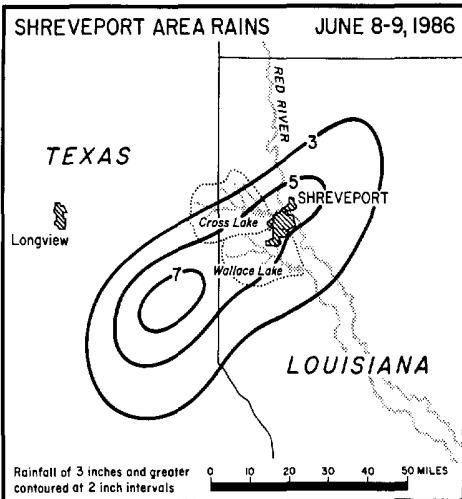 SHREVEPORT AREA RAINS JUNE 8-9, 1986
RED RIVER
3
TEXAS
5
SHREVEPORT
Cross Lake
Longview
Wallace Lake
7
LOUISIANA
Rainfall of 3 inches and greater
contoured at 2 inch intervals
0 10 20 30 40 50 MILES